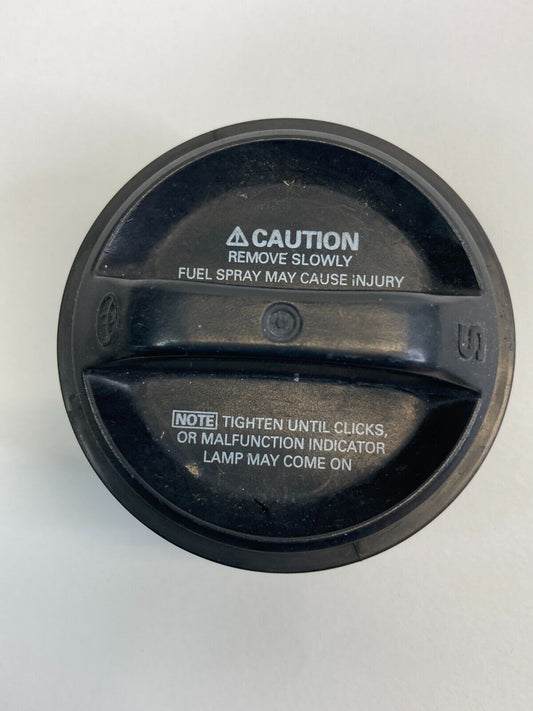 ⚠CAUTION
REMOVE SLOWLY
FUEL SPRAY MAY CAUSE INJURY
S
NOTE TIGHTEN UNTIL CLICKS,
OR MALFUNCTION INDICATOR
LAMP MAY COME ON